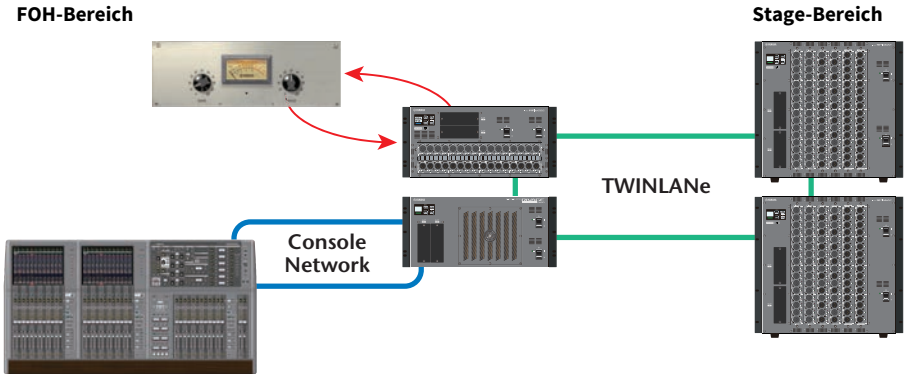 FOH-Bereich
Stage-Bereich
TWINLANe
Console
Network